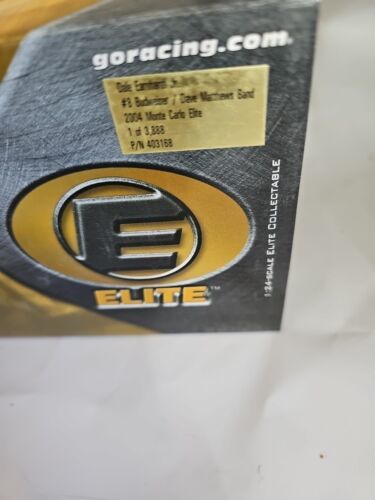 goracing.com®
Dale Earnhardt Jr.
#8 Budweiser / Dave Matthews Band
2004 Monte Carlo Elite
1 of 3,888
P/N 403168
E
ELITE™
1:24-SCALE ELITE COLLECTABLE